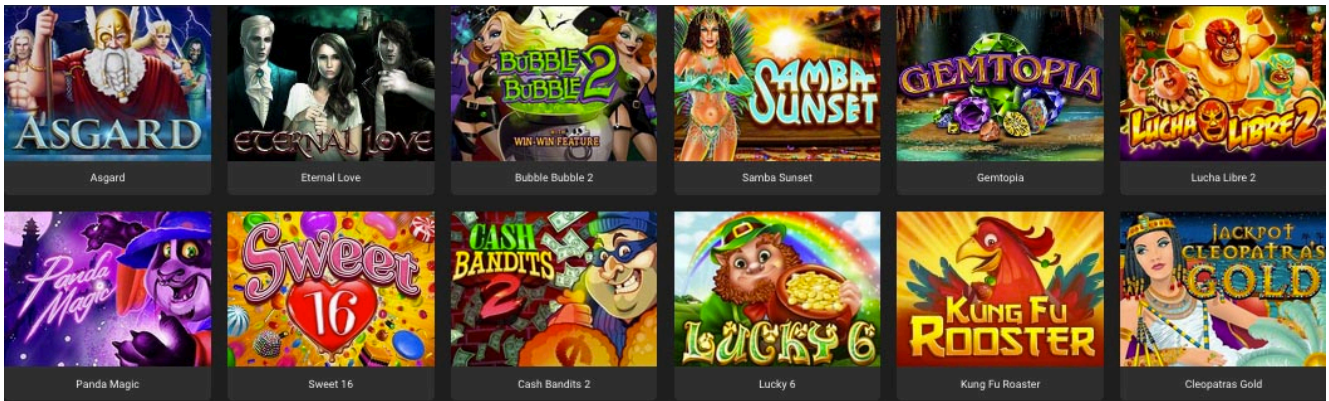 ASGARD
ETERNAL LOVE
BUBBLE
BUBBLE 2
WITH
WIN-WIN FEATURE
SAMBA
SUNSET
GEMTOPIA
LUCHA LIBRE 2
Asgard
Eternal Love
Bubble Bubble 2
Samba Sunset
Gemtopia
Lucha Libre 2
Panda
Magic
Sweet
16
CASH
BANDITS
2
LUCKY 6
KUNG FU
ROOSTER
JACKPOT
CLEOPATRA'S
GOLD
Panda Magic
Sweet 16
Cash Bandits 2
Lucky 6
Kung Fu Roaster
Cleopatras Gold